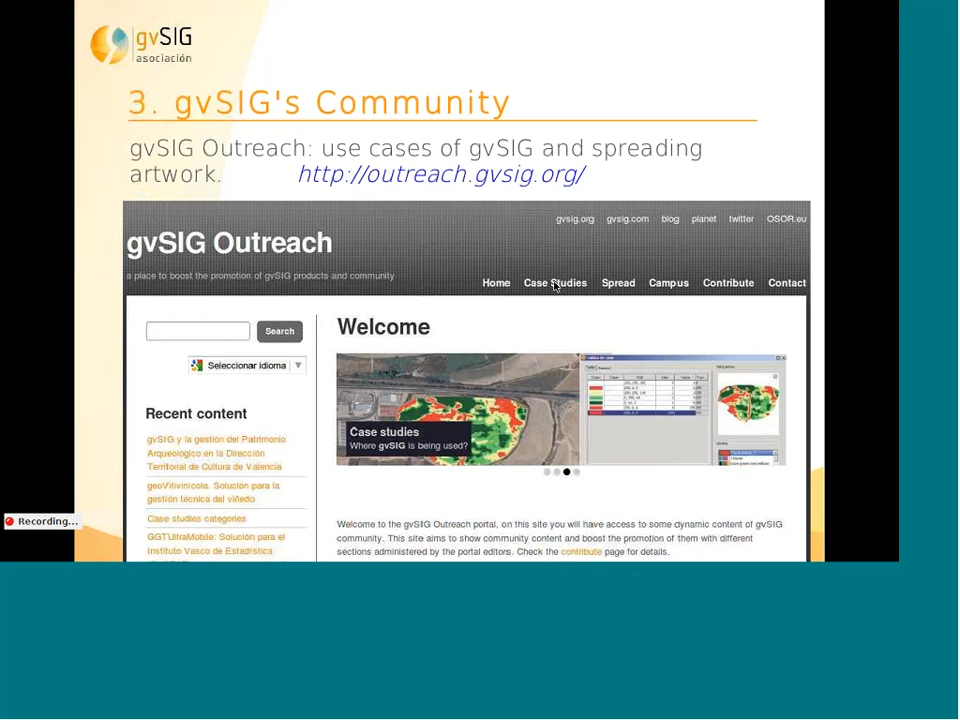 gvSIG
asociación
3. gvSIG's Community
gvSIG Outreach: use cases of gvSIG and spreading
artwork. http://outreach.gvsig.org/
gvsig.org gvsig.com blog planet twitter OSOR.eu
gvSIG Outreach
a place to boost the promotion of gvSIG products and community
Home Case Studies Spread Campus Contribute Contact
Search
Seleccionar idioma
Welcome
Case studies
Where gvSIG is being used?
Recent content
gvSIG y la gestión del Patrimonio
Arqueológico en la Dirección
Territorial de Cultura de Valencia
geoVitivinícola. Solución para la
gestión técnica del viñedo
Case studies categories
GGTUltraMobile: Solución para el
Instituto Vasco de Estadística
Welcome to the gvSIG Outreach portal, on this site you will have access to some dynamic content of gvSIG
community. This site aims to show community content and boost the promotion of them with different
sections administered by the portal editors. Check the contribute page for details.
Recording...